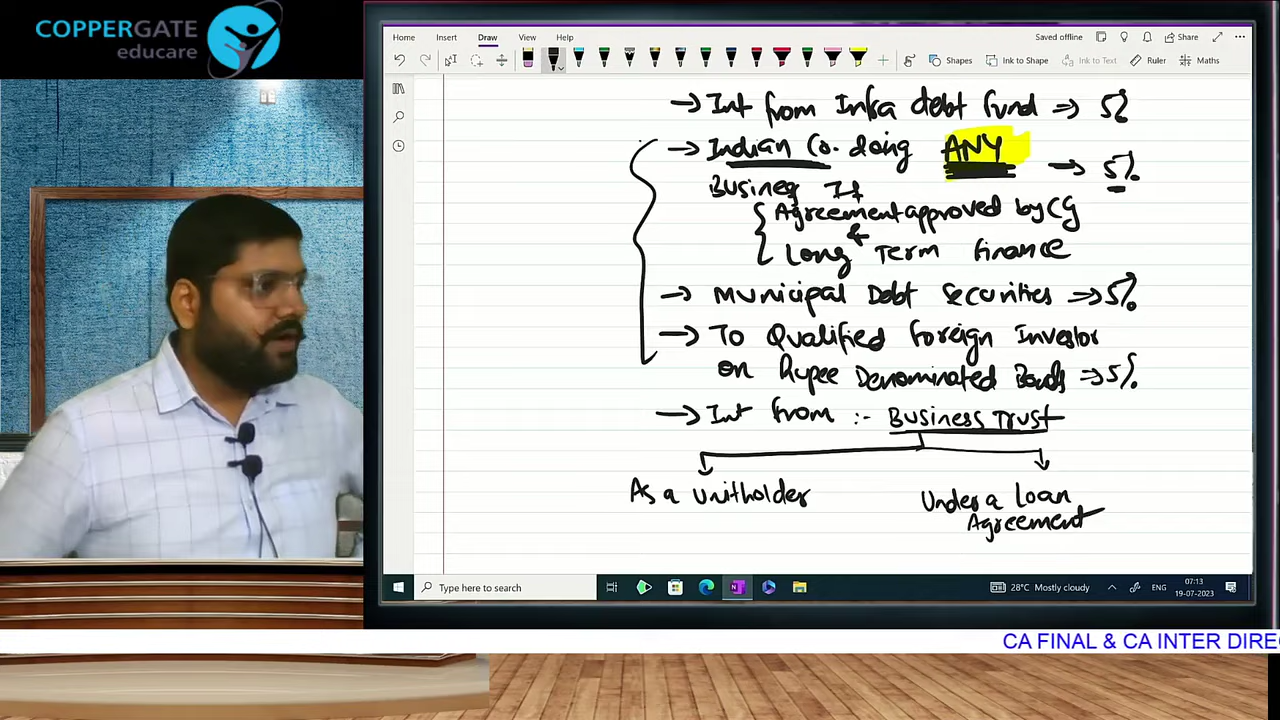 COPPERGATE
educare
Home Insert Draw View Help
Saved offline
Share
Shapes
Ink to Shape
Ink to Text
Ruler
Maths
→ Int from Infra debt fund ⇒ 5%
→ Indian Co. doing ANY → 5%
Business If
Agreement approved by CG
&
Long Term finance
→ Municipal Debt Securities ⇒ 5%
→ To Qualified foreign Investor
on Rupee Denominated Bonds ⇒ 5%
→ Int from :- Business Trust
As a unitholder
Under a loan
Agreement
Type here to search
28°C Mostly cloudy
ENG
07:13
19-07-2023
CA FINAL & CA INTER DIRE